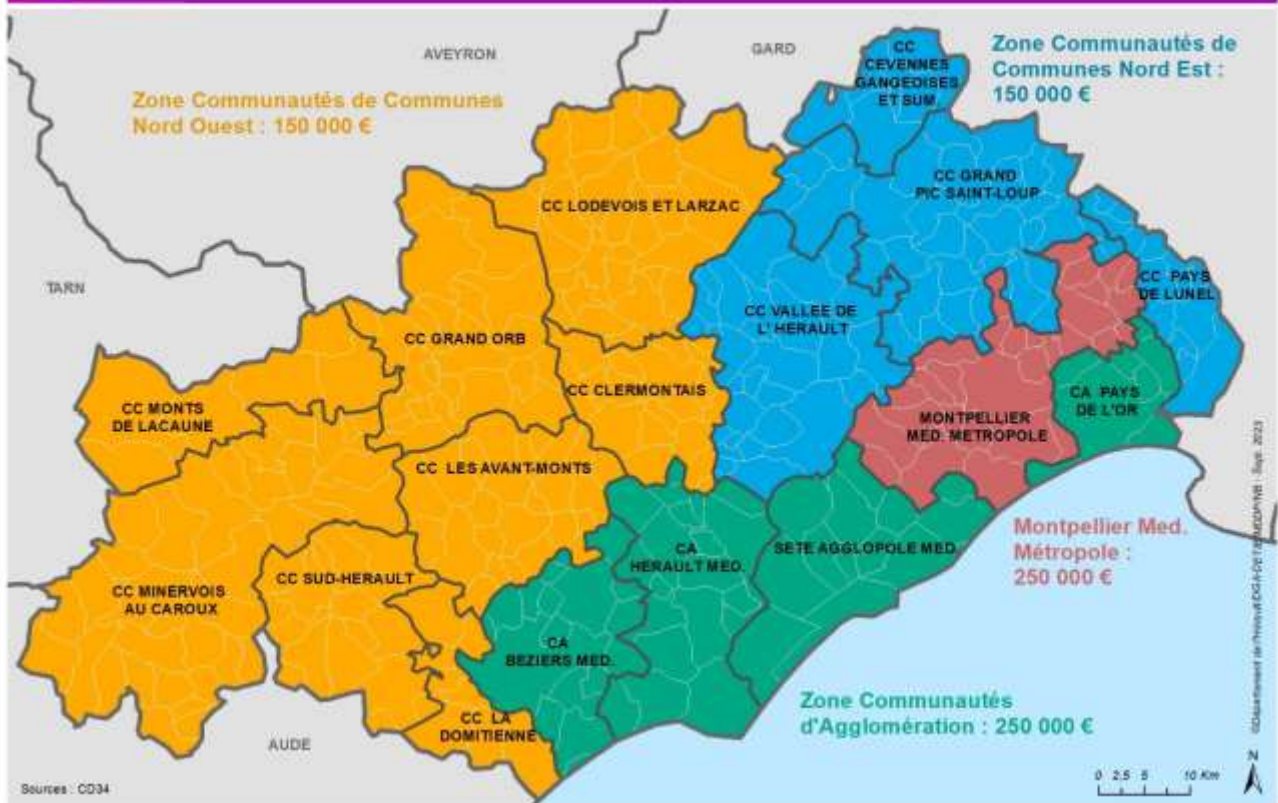 AVEYRON
GARD
Zone Communautés de Communes
Nord Ouest : 150 000 €
CC
CEVENNES
GANGEOISES
ET SUM
Zone Communautés de
Communes Nord Est :
150 000 €
CC GRAND
PIC SAINT-LOUP
CC LODEVOIS ET LARZAC
TARN
CC PAYS
DE LUNEL
CC VALLEE DE
L' HERAULT
CC GRAND ORB
CC CLERMONTAIS
CA PAYS
DE L'OR
CC MONTS
DE LACAUNE
MONTPELLIER
MED. METROPOLE
CC LES AVANT-MONTS
Montpellier Med.
Métropole :
250 000 €
CA
HERAULT MED.
SETE AGGLOPOLE MED.
CC SUD-HERAULT
CC MINERVOIS
AU CAROUX
CA
BEZIERS MED.
Zone Communautés
d'Agglomération : 250 000 €
CC LA
DOMITIENNE
AUDE
N
0 2,5 5 10 Km
Sources : CD34